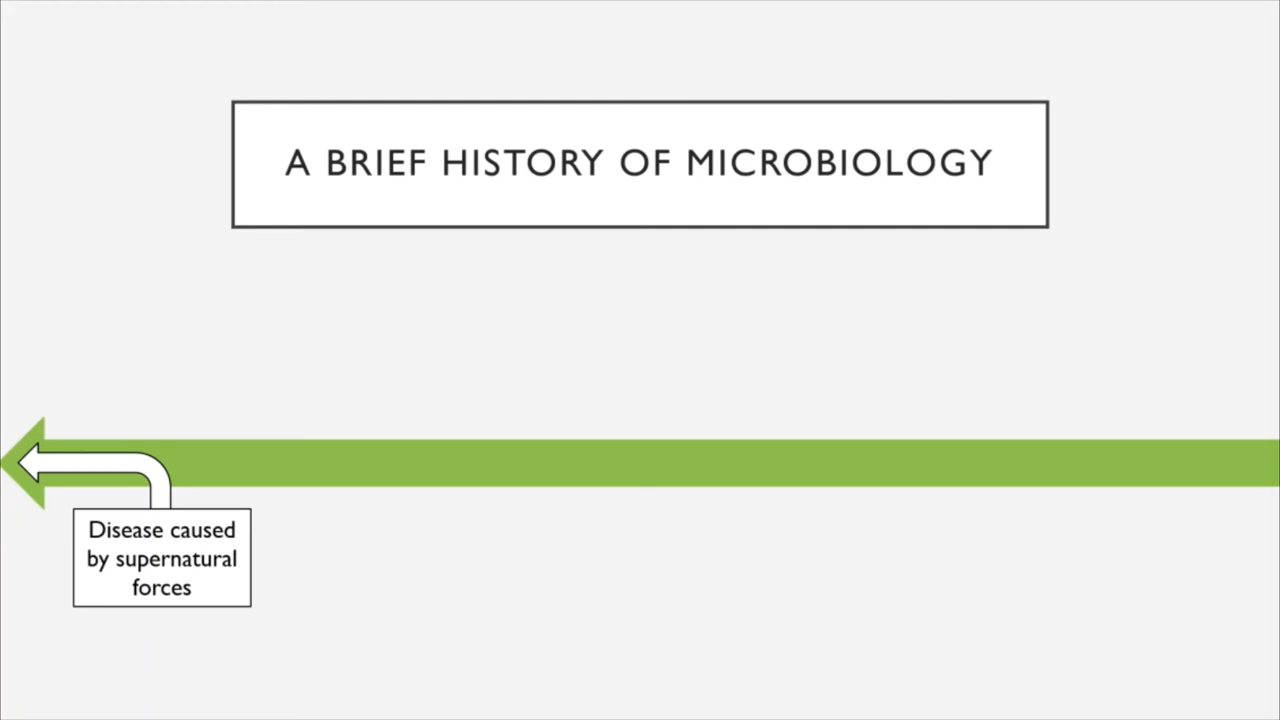 A BRIEF HISTORY OF MICROBIOLOGY
Disease caused
by supernatural
forces